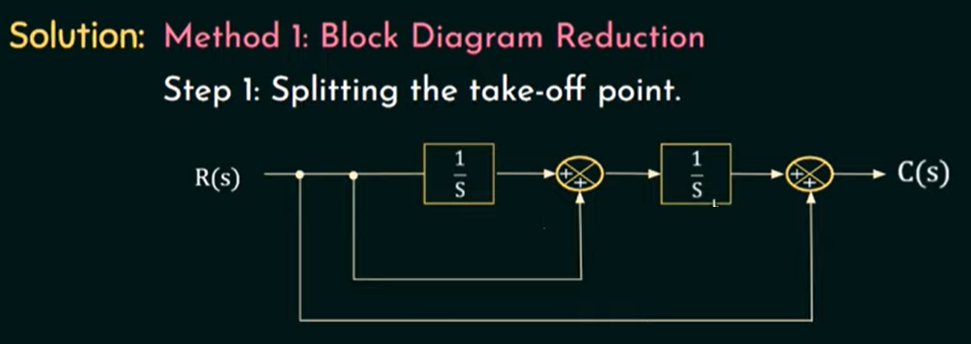 Solution: Method 1: Block Diagram Reduction
Step 1: Splitting the take-off point.
R(s)
1
S
+
+
1
S
+
+
C(s)